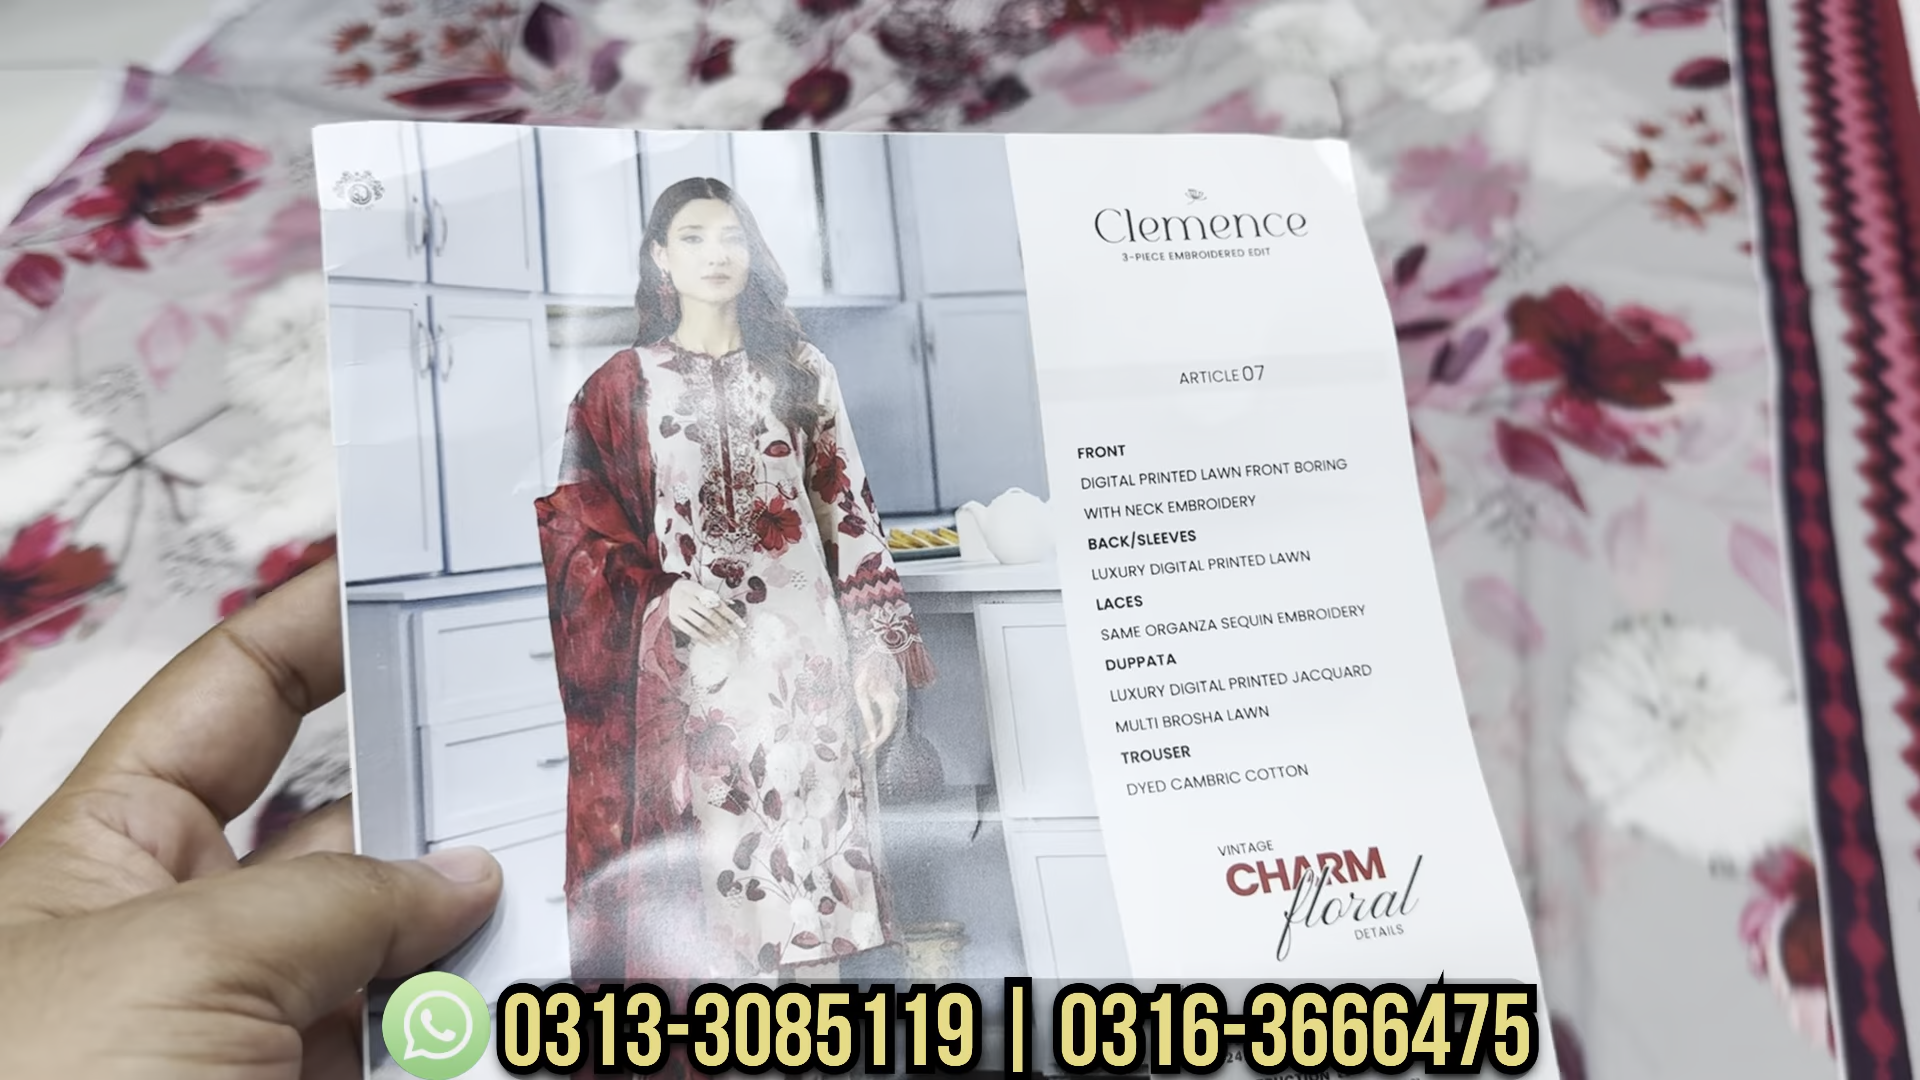 Clemence
3-PIECE EMBROIDERED EDIT
ARTICLE 07
FRONT
DIGITAL PRINTED LAWN FRONT BORING
WITH NECK EMBROIDERY
BACK/SLEEVES
LUXURY DIGITAL PRINTED LAWN
LACES
SAME ORGANZA SEQUIN EMBROIDERY
DUPPATA
LUXURY DIGITAL PRINTED JACQUARD
MULTI BROSHA LAWN
TROUSER
DYED CAMBRIC COTTON
VINTAGE
CHARM
floral
DETAILS
0313-3085119 | 0316-3666475